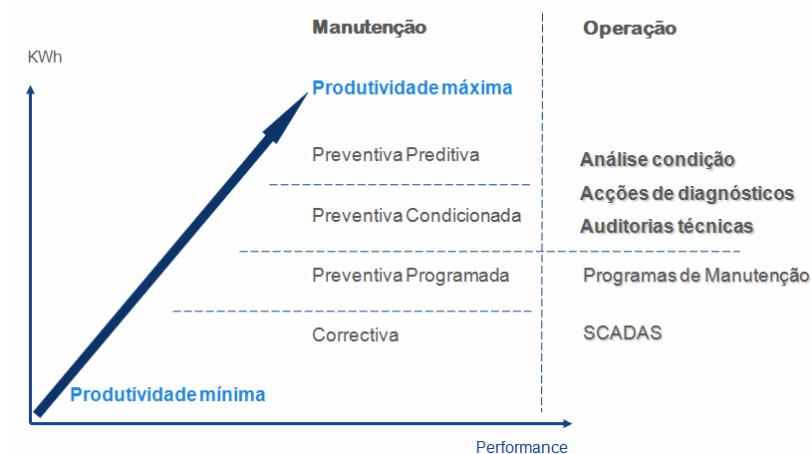 Manutenção
Operação
KWh
Produtividade máxima
Preventiva Preditiva
Análise condição
Acções de diagnósticos
Preventiva Condicionada
Auditorias técnicas
Preventiva Programada
Programas de Manutenção
Correctiva
SCADAS
Produtividade mínima
Performance